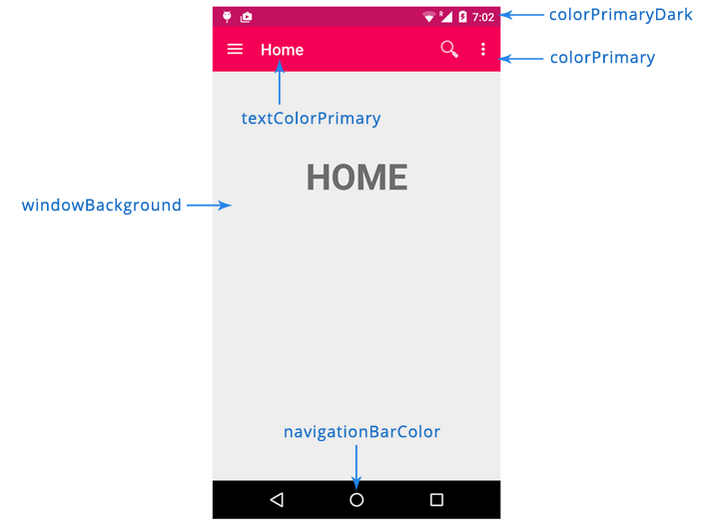 7:02
colorPrimaryDark
Home
colorPrimary
textColorPrimary
HOME
windowBackground
navigationBarColor